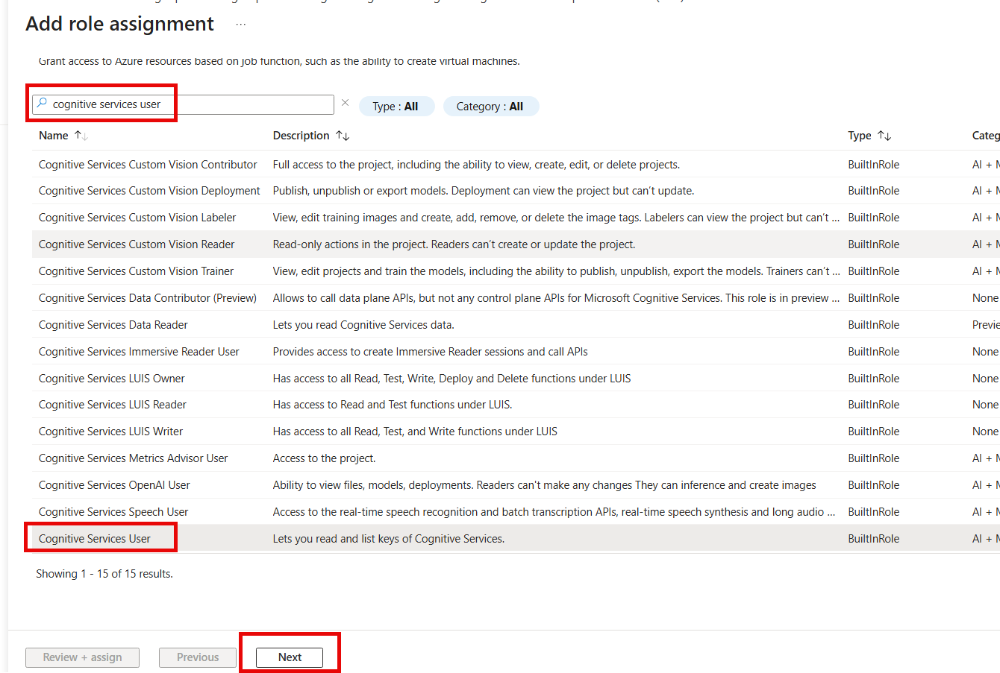 Add role assignment ...
Grant access to Azure resources based on job function, such as the ability to create virtual machines.
cognitive services user Type : All Category : All
Name Description Type Categ
Cognitive Services Custom Vision Contributor Full access to the project, including the ability to view, create, edit, or delete projects. BuiltInRole AI + M
Cognitive Services Custom Vision Deployment Publish, unpublish or export models. Deployment can view the project but can't update. BuiltInRole AI + M
Cognitive Services Custom Vision Labeler View, edit training images and create, add, remove, or delete the image tags. Labelers can view the project but can't ... BuiltInRole AI + M
Cognitive Services Custom Vision Reader Read-only actions in the project. Readers can't create or update the project. BuiltInRole AI + M
Cognitive Services Custom Vision Trainer View, edit projects and train the models, including the ability to publish, unpublish, export the models. Trainers can't ... BuiltInRole AI + M
Cognitive Services Data Contributor (Preview) Allows to call data plane APIs, but not any control plane APIs for Microsoft Cognitive Services. This role is in preview ... BuiltInRole None
Cognitive Services Data Reader Lets you read Cognitive Services data. BuiltInRole Previe
Cognitive Services Immersive Reader User Provides access to create Immersive Reader sessions and call APIs BuiltInRole None
Cognitive Services LUIS Owner Has access to all Read, Test, Write, Deploy and Delete functions under LUIS BuiltInRole None
Cognitive Services LUIS Reader Has access to Read and Test functions under LUIS. BuiltInRole None
Cognitive Services LUIS Writer Has access to all Read, Test, and Write functions under LUIS BuiltInRole None
Cognitive Services Metrics Advisor User Access to the project. BuiltInRole AI + M
Cognitive Services OpenAI User Ability to view files, models, deployments. Readers can't make any changes They can inference and create images BuiltInRole AI + M
Cognitive Services Speech User Access to the real-time speech recognition and batch transcription APIs, real-time speech synthesis and long audio ... BuiltInRole AI + M
Cognitive Services User Lets you read and list keys of Cognitive Services. BuiltInRole AI + M
Showing 1 - 15 of 15 results.
Review + assign Previous Next